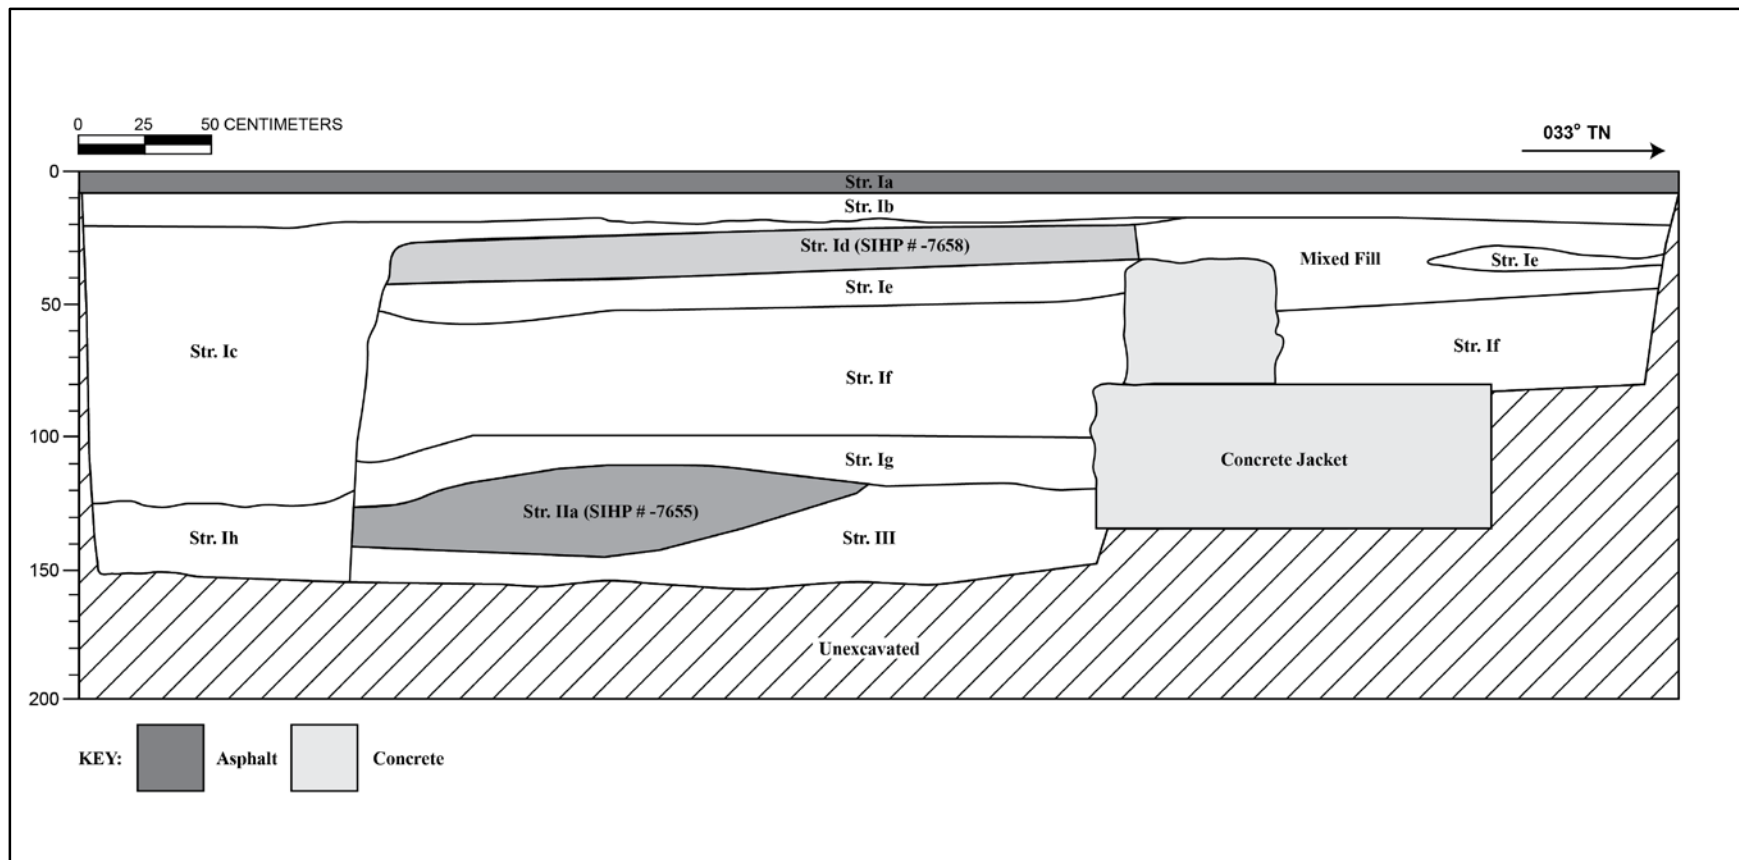 0 25 50 CENTIMETERS
033° TN
0
Str. Ia
Str. Ib
Str. Id (SIHP # -7658)
Mixed Fill
Str. Ie
Str. Ie
50
Str. Ic
Str. If
Str. If
100
Str. Ig
Concrete Jacket
Str. IIa (SIHP # -7655)
Str. Ih
Str. III
150
Unexcavated
200
KEY: Asphalt Concrete